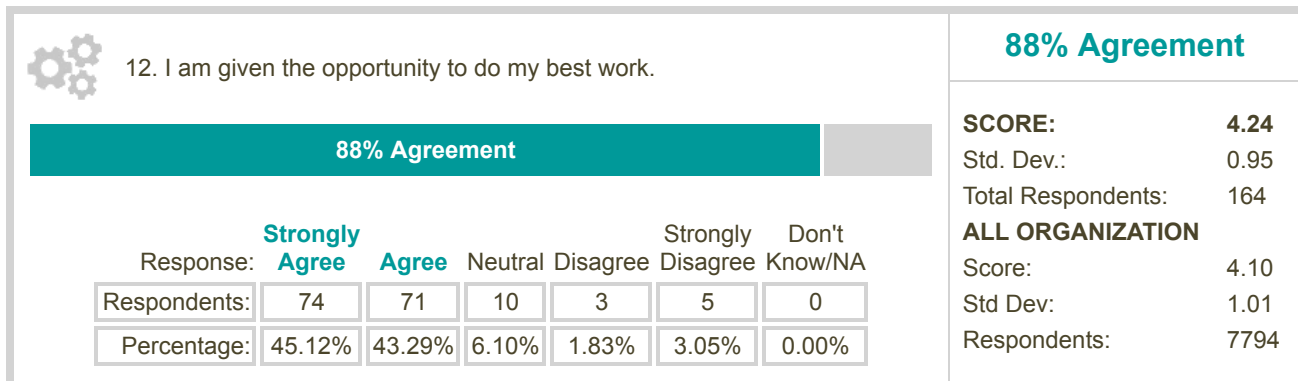 12. I am given the opportunity to do my best work.
88% Agreement
Response: Strongly Agree Agree Neutral Disagree Strongly Disagree Don't Know/NA
Respondents: 74 71 10 3 5 0
Percentage: 45.12% 43.29% 6.10% 1.83% 3.05% 0.00%
88% Agreement
SCORE: 4.24
Std. Dev.: 0.95
Total Respondents: 164
ALL ORGANIZATION
Score: 4.10
Std Dev: 1.01
Respondents: 7794